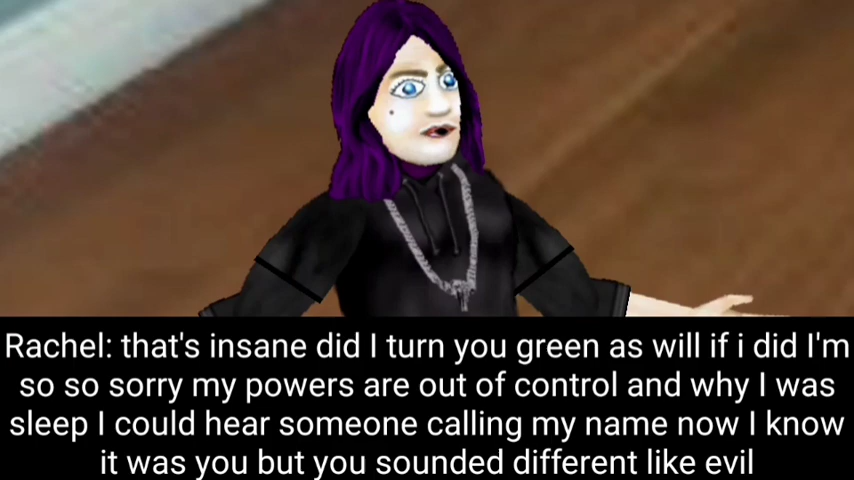 Rachel: that's insane did I turn you green as will if i did I'm
so so sorry my powers are out of control and why I was
sleep I could hear someone calling my name now I know
it was you but you sounded different like evil